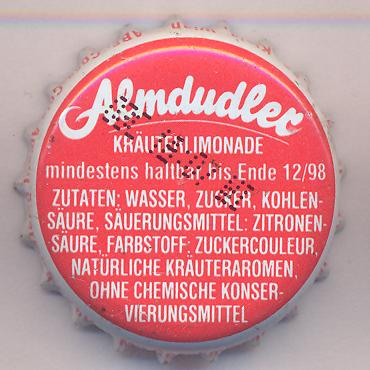 Almdudler
KRÄUTERLIMONADE
mindestens haltbar bis Ende 12/98
ZUTATEN: WASSER, ZUCKER, KOHLEN-
SÄURE, SÄUERUNGSMITTEL: ZITRONEN-
SÄURE, FARBSTOFF: ZUCKERCOULEUR,
NATÜRLICHE KRÄUTERAROMEN,
OHNE CHEMISCHE KONSER-
VIERUNGSMITTEL